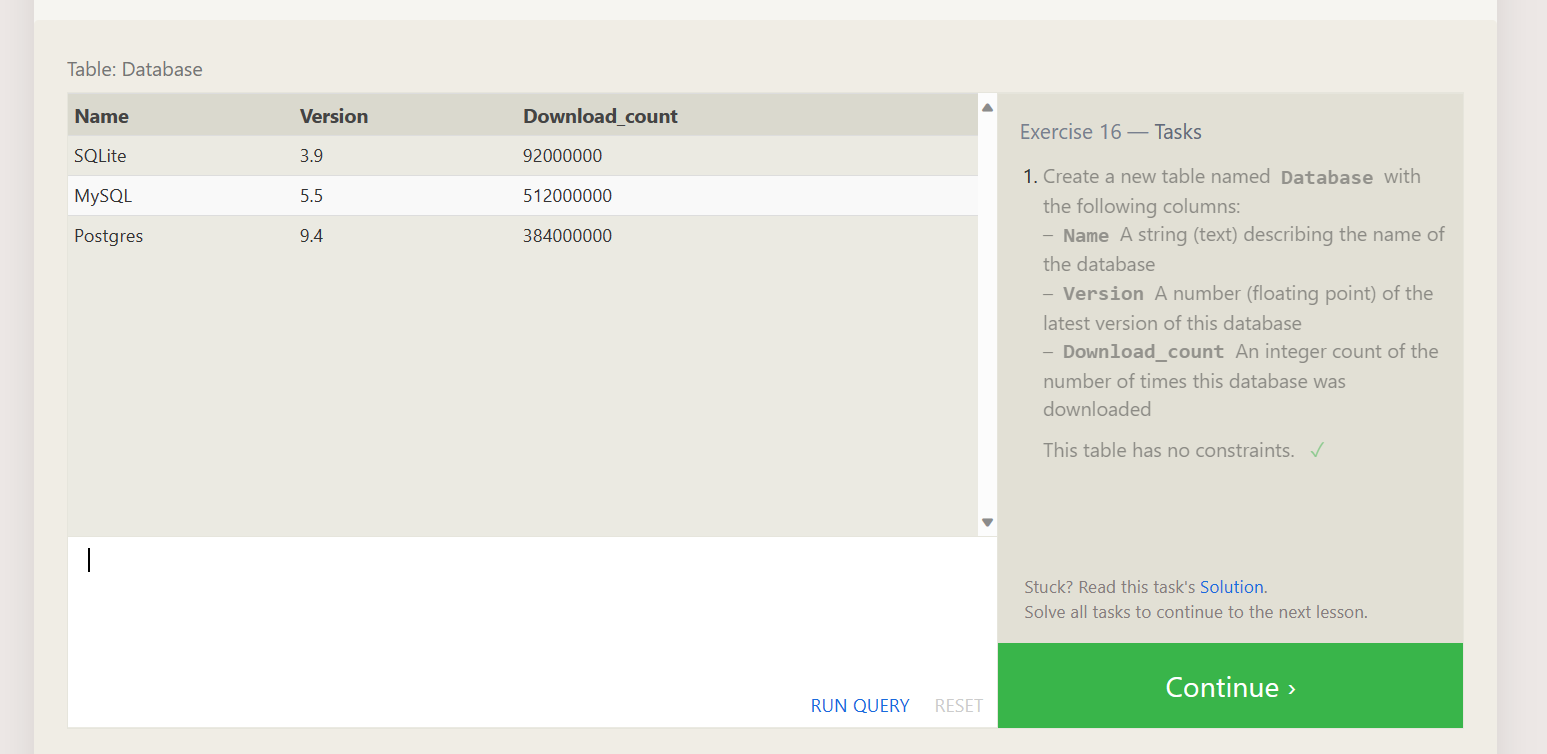 Table: Database
Name Version Download_count
SQLite 3.9 92000000
MySQL 5.5 512000000
Postgres 9.4 384000000
RUN QUERY RESET
Exercise 16 — Tasks
1. Create a new table named Database with
the following columns:
– Name A string (text) describing the name of
the database
– Version A number (floating point) of the
latest version of this database
– Download_count An integer count of the
number of times this database was
downloaded
This table has no constraints. ✓
Stuck? Read this task's Solution.
Solve all tasks to continue to the next lesson.
Continue ›